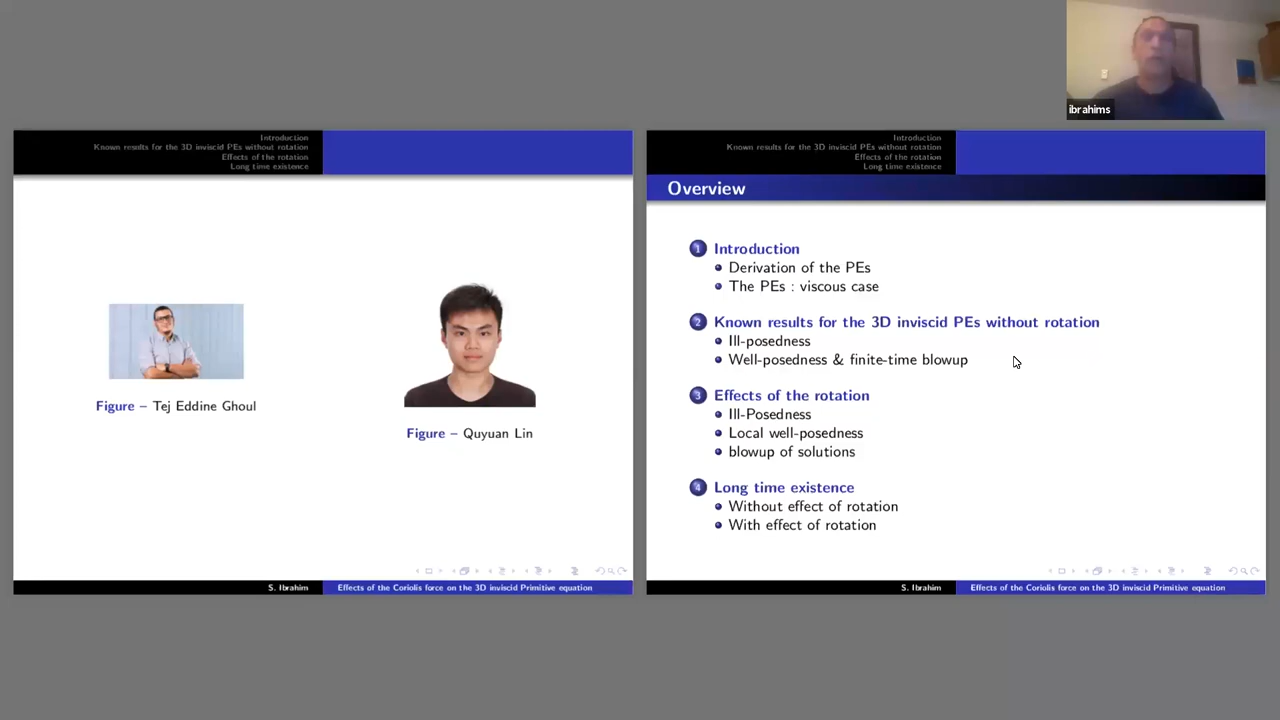 ibrahims
Introduction
Known results for the 3D inviscid PEs without rotation
Effects of the rotation
Long time existence
Figure – Tej Eddine Ghoul
Figure – Quyuan Lin
S. Ibrahim
Effects of the Coriolis force on the 3D inviscid Primitive equation
Introduction
Known results for the 3D inviscid PEs without rotation
Effects of the rotation
Long time existence
Overview
1 Introduction
Derivation of the PEs
The PEs : viscous case
2 Known results for the 3D inviscid PEs without rotation
Ill-posedness
Well-posedness & finite-time blowup
3 Effects of the rotation
Ill-Posedness
Local well-posedness
blowup of solutions
4 Long time existence
Without effect of rotation
With effect of rotation
S. Ibrahim
Effects of the Coriolis force on the 3D inviscid Primitive equation